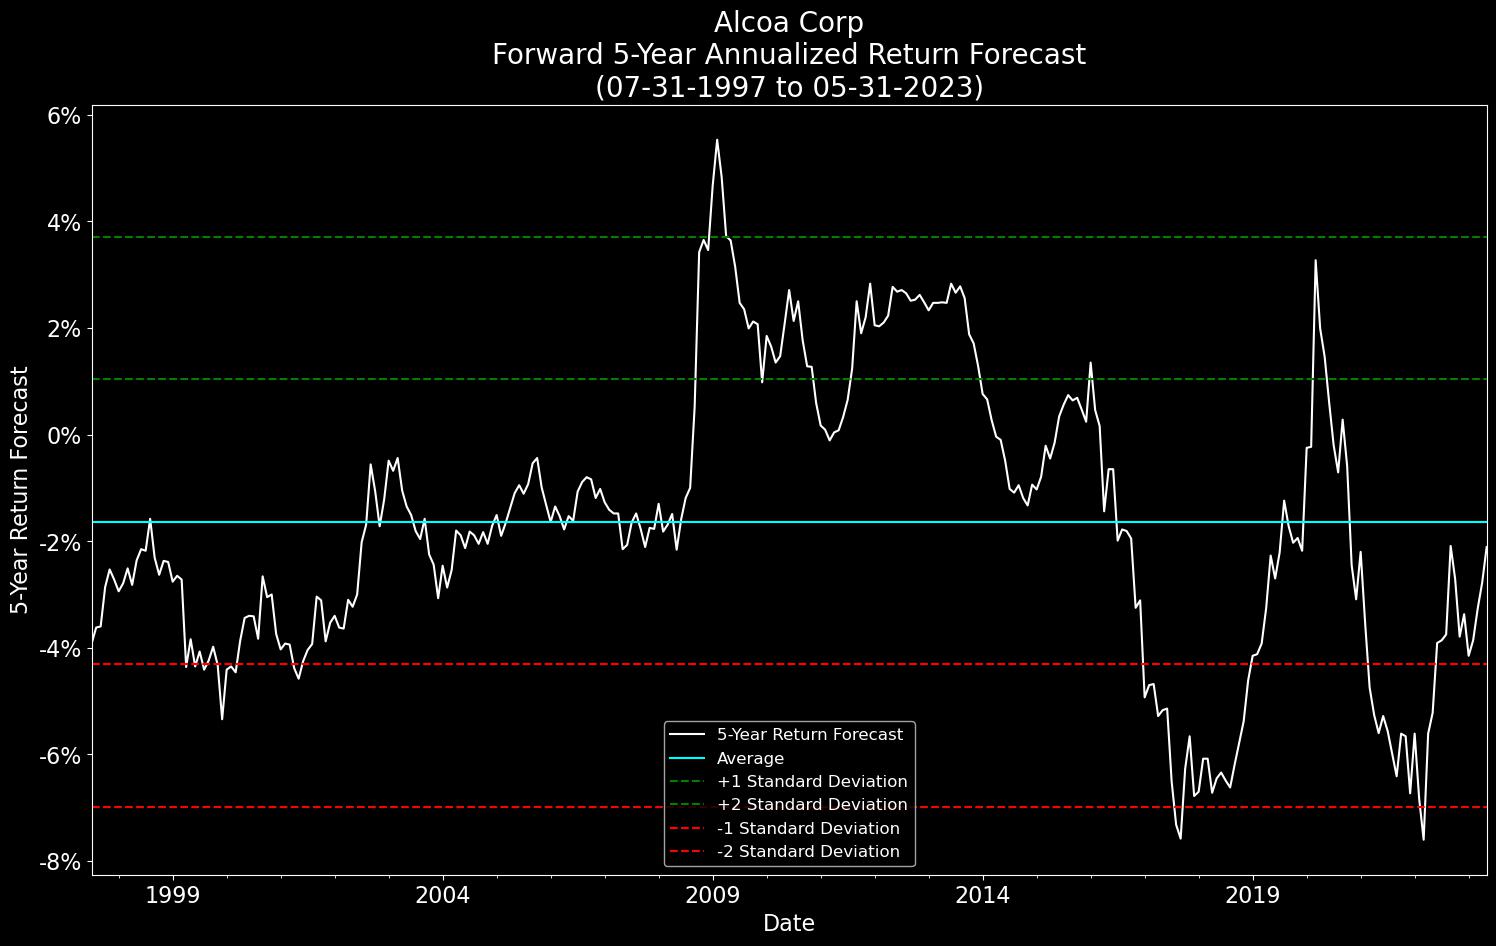 Alcoa Corp
Forward 5-Year Annualized Return Forecast
(07-31-1997 to 05-31-2023)
6%
4%
2%
0%
-2%
-4%
-6%
-8%
5-Year Return Forecast
5-Year Return Forecast
Average
+1 Standard Deviation
+2 Standard Deviation
-1 Standard Deviation
-2 Standard Deviation
1999
2004
2009
2014
2019
Date